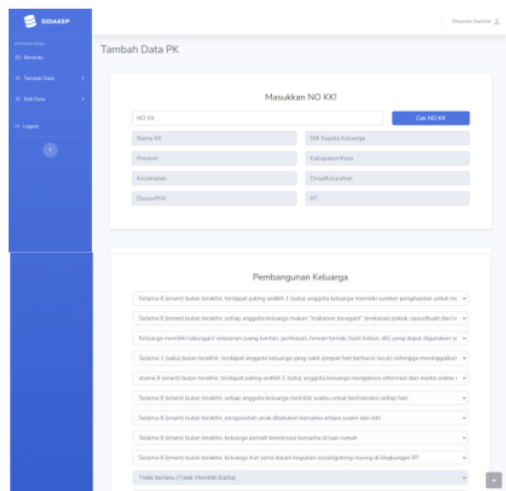 SIDAKEP
Beranda
Tambah Data
Edit Data
Logout
Tambah Data PK
Masukkan NO KK!
NO KK
Cek NO KK
Nama KK
NIK Kepala Keluarga
Provinsi
Kabupaten/Kota
Kecamatan
Desa/Kelurahan
Dusun/RW
RT
Pembangunan Keluarga
Selama 6 (enam) bulan terakhir, terdapat paling sedikit 1 (satu) anggota keluarga memiliki sumber penghasilan untuk me
Selama 6 (enam) bulan terakhir, setiap anggota keluarga makan "makanan beragam" (makanan pokok, sayur/buah dan la
Keluarga memiliki tabungan/ simpanan (uang kontan, perhiasan, hewan ternak, hasil kebun, dll) yang dapat digunakan se
Selama 1 (satu) bulan terakhir, terdapat anggota keluarga yang sakit (empat hari berturut-turut) sehingga meninggalkan
elama 6 (enam) bulan terakhir, terdapat paling sedikit 1 (satu) anggota keluarga mengakses informasi dari media online
Selama 6 (enam) bulan terakhir, setiap anggota keluarga memiliki waktu untuk berinteraksi setiap hari
Selama 6 (enam) bulan terakhir, pengasuhan anak dilakukan bersama antara suami dan istri
Selama 6 (enam) bulan terakhir, keluarga pernah berekreasi bersama di luar rumah
Selama 6 (enam) bulan terakhir, keluarga ikut serta dalam kegiatan sosial/gotong royong di lingkungan RT
Tidak berlaku (Tidak Memiliki Balita)